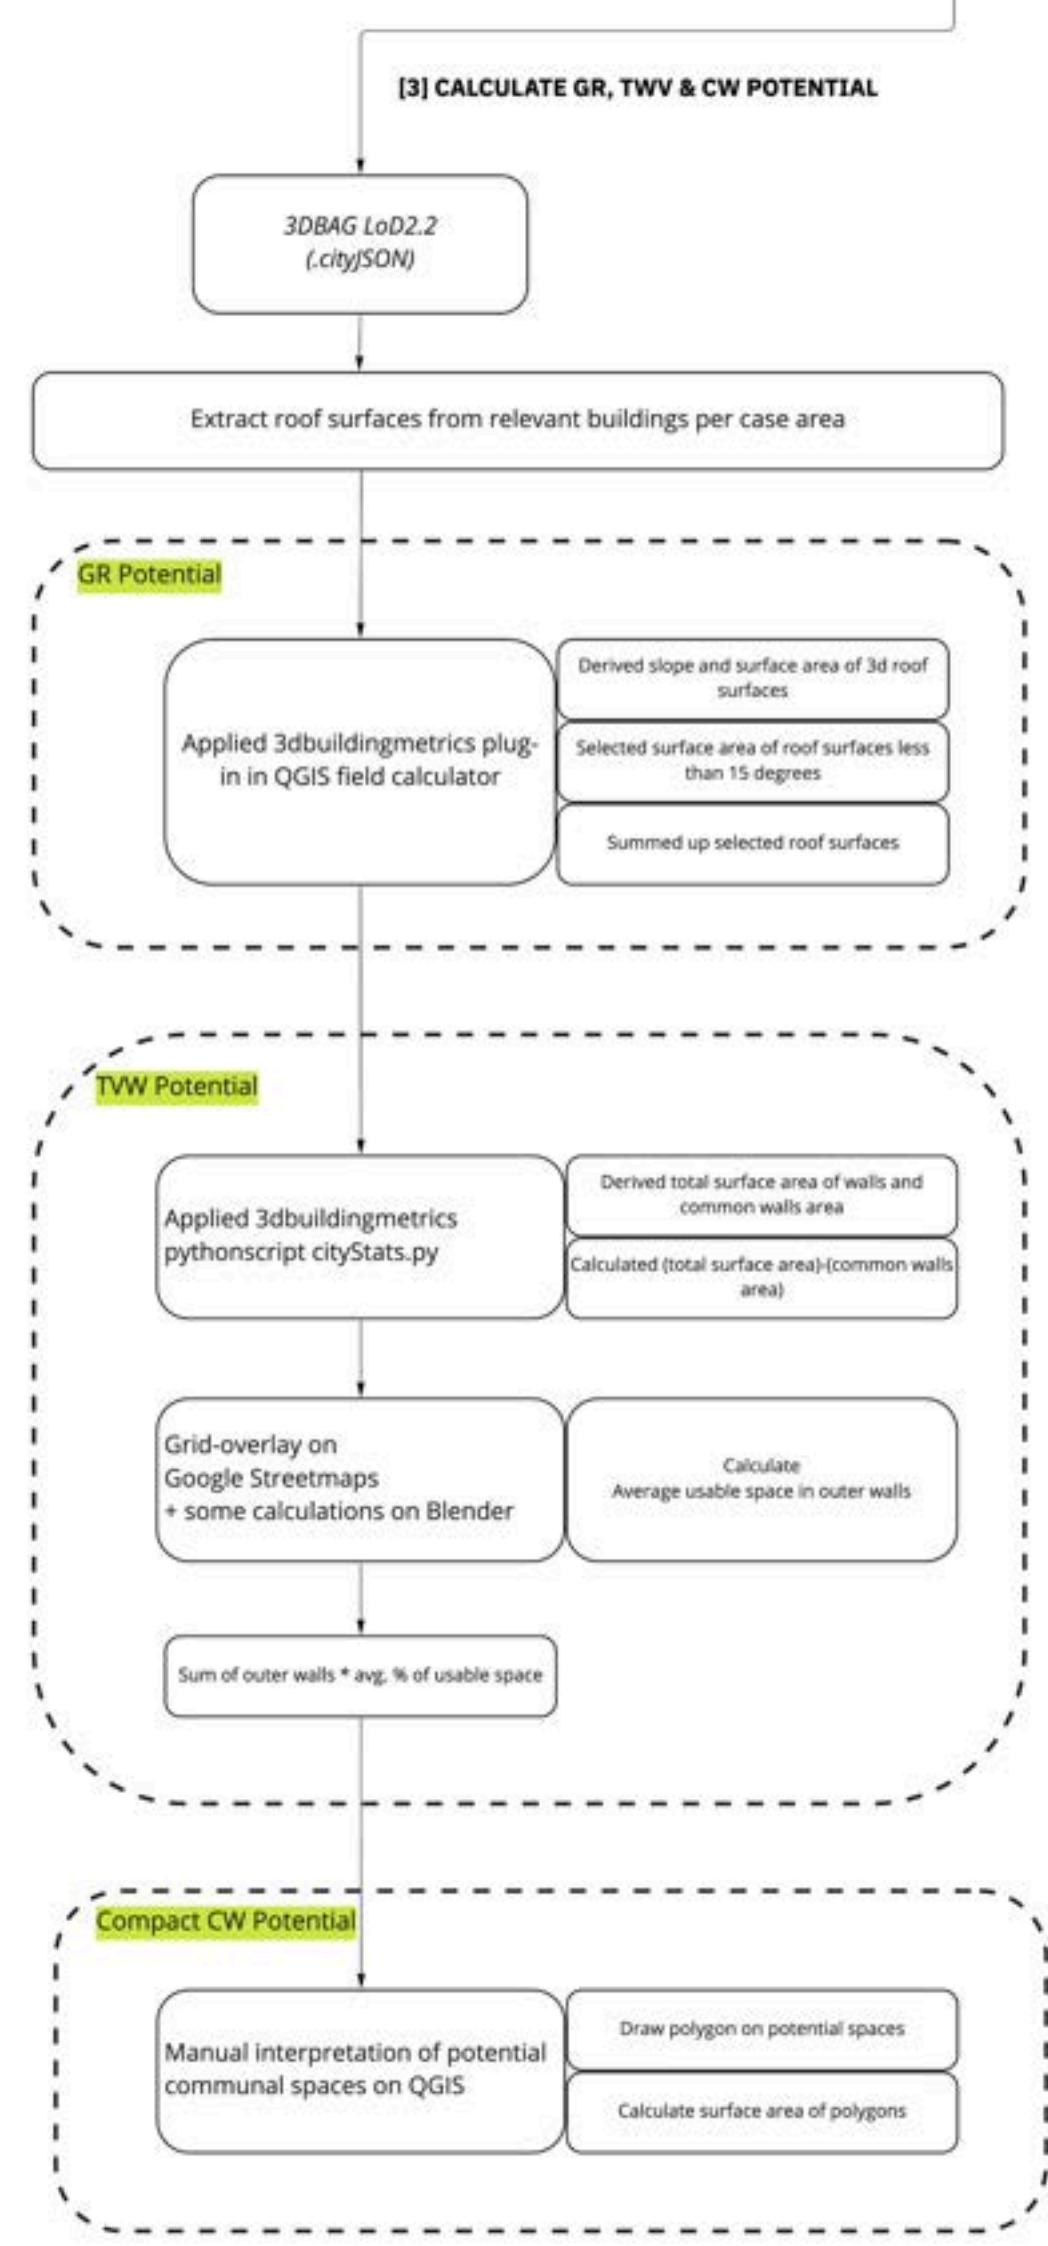 [3] CALCULATE GR, TWV & CW POTENTIAL
3DBAG LoD2.2
(.cityJSON)
Extract roof surfaces from relevant buildings per case area
GR Potential
Applied 3dbuildingmetrics plug-
in in QGIS field calculator
Derived slope and surface area of 3d roof
surfaces
Selected surface area of roof surfaces less
than 15 degrees
Summed up selected roof surfaces
TVW Potential
Applied 3dbuildingmetrics
pythonscript cityStats.py
Derived total surface area of walls and
common walls area
Calculated (total surface area)-(common walls
area)
Grid-overlay on
Google Streetmaps
+ some calculations on Blender
Calculate
Average usable space in outer walls
Sum of outer walls * avg. % of usable space
Compact CW Potential
Manual interpretation of potential
communal spaces on QGIS
Draw polygon on potential spaces
Calculate surface area of polygons